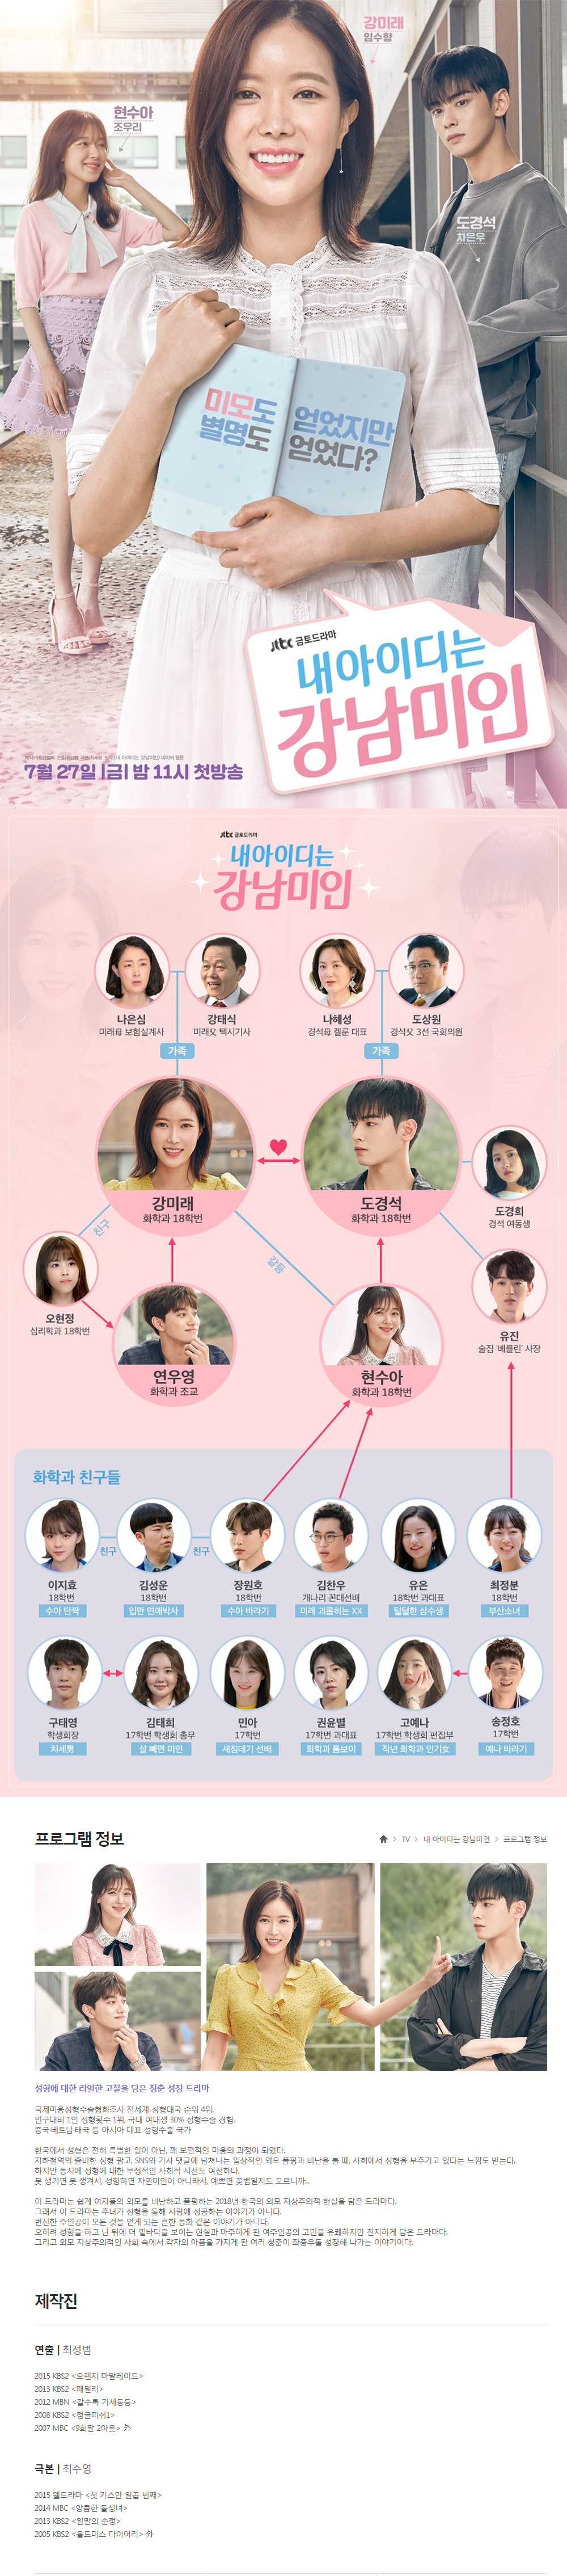 강미래
임수향
현수아
조우리
도경석
차은우
미모도 얻었지만
별명도 얻었다?
jtbc 금토드라마
내아이디는
강남미인
7월 27일 |금| 밤 11시 첫방송
jtbc 금토드라마
내아이디는
강남미인
나은심
미래母 보험설계사
강태식
미래父 택시기사
나혜성
경석母 켈룬 대표
도상원
경석父 3선 국회의원
가족
가족
강미래
화학과 18학번
도경석
화학과 18학번
도경희
경석 여동생
친구
갈등
오현정
심리학과 18학번
연우영
화학과 조교
현수아
화학과 18학번
유진
술집 '베를린' 사장
화학과 친구들
친구
친구
이지효
18학번
수아 단짝
김성운
18학번
입만 연애박사
장원호
18학번
수아 바라기
김찬우
개나리 꼰대선배
미래 괴롭히는 XX
유은
18학번 과대표
털털한 삼수생
최정분
18학번
부산소녀
구태영
학생회장
처세男
김태희
17학번 학생회 총무
살 빼면 미인
민아
17학번
새침데기 선배
권윤별
17학번 과대표
화학과 톰보이
고예나
17학번 학생회 편집부
작년 화학과 인기女
송정호
17학번
예나 바라기
프로그램 정보
TV > 내 아이디는 강남미인 > 프로그램 정보
성형에 대한 리얼한 고찰을 담은 청춘 성장 드라마
국제미용성형수술협회조사 전세계 성형대국 순위 4위.
인구대비 1인 성형횟수 1위, 국내 여대생 30% 성형수술 경험.
중국·베트남·태국 등 아시아 대표 성형수출 국가
한국에서 성형은 전혀 특별한 일이 아닌, 꽤 보편적인 미용의 과정이 되었다.
지하철역의 즐비한 성형 광고, SNS와 기사 댓글에 넘쳐나는 일상적인 외모 품평과 비난을 볼 때, 사회에서 성형을 부추기고 있다는 느낌도 받는다.
하지만 동시에 성형에 대한 부정적인 사회적 시선도 여전하다.
못 생기면 못 생겨서, 성형하면 자연미인이 아니라서, 예쁘면 꽃뱀일지도 모르니까...
이 드라마는 쉽게 여자들의 외모를 비난하고 품평하는 2018년 한국의 외모 지상주의적 현실을 담은 드라마다.
그래서 이 드라마는 주녀가 성형을 통해 사랑에 성공하는 이야기가 아니다.
변신한 주인공이 모든 것을 얻게 되는 흔한 동화 같은 이야기가 아니다.
오히려 성형을 하고 난 뒤에 더 밑바닥을 보이는 현실과 마주하게 된 여주인공의 고민을 유쾌하지만 진지하게 담은 드라마다.
그리고 외모 지상주의적인 사회 속에서 각자의 아픔을 가지게 된 여러 청춘이 좌충우돌 성장해 나가는 이야기이다.
제작진
연출 | 최성범
2015 KBS2 <오렌지 마말레이드>
2013 KBS2 <패밀리>
2012 MBN <갈수록 기세등등>
2008 KBS2 <정글피쉬1>
2007 MBC <9회말 2아웃> 外
극본 | 최수영
2015 웹드라마 <첫 키스만 일곱 번째>
2014 MBC <앙큼한 돌싱녀>
2013 KBS2 <일말의 순정>
2005 KBS2 <올드미스 다이어리> 外